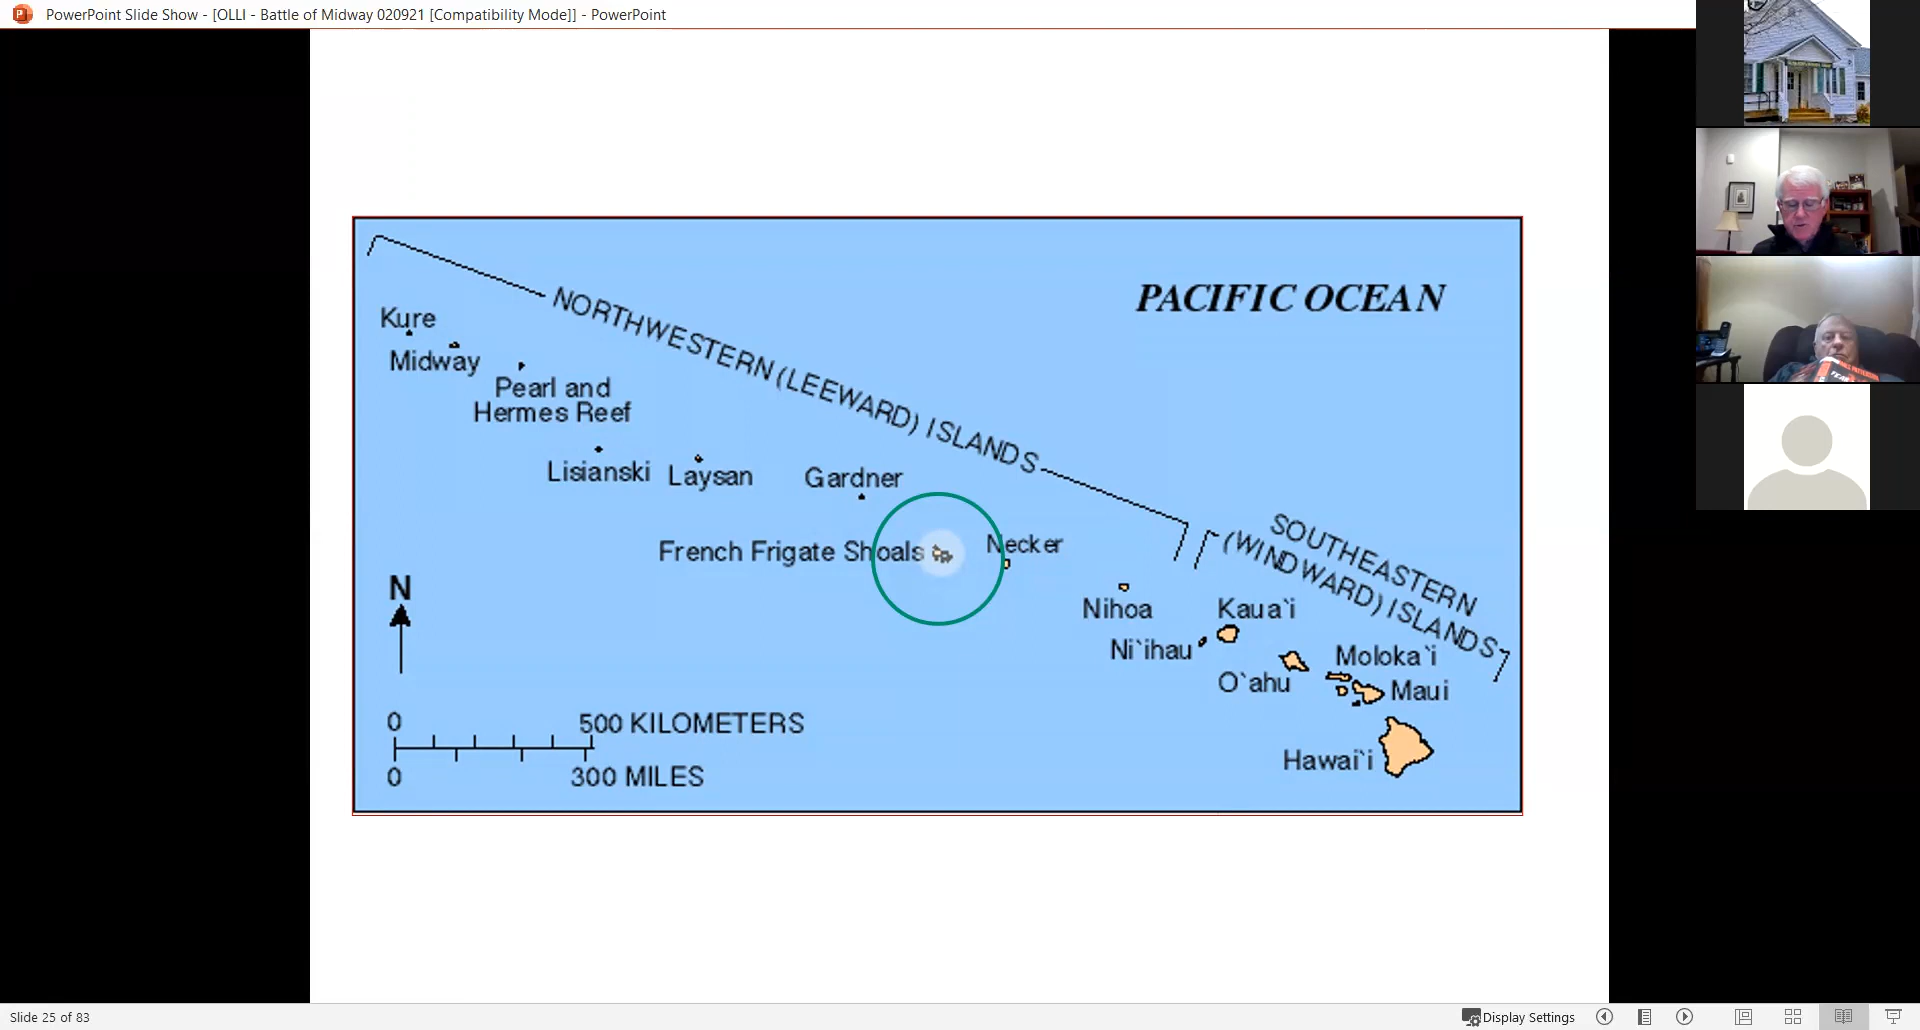 PowerPoint Slide Show - [OLLI - Battle of Midway 020921 [Compatibility Mode]] - PowerPoint
PACIFIC OCEAN
NORTHWESTERN (LEEWARD) ISLANDS
Kure
Midway
Pearl and
Hermes Reef
Lisianski
Laysan
Gardner
French Frigate Shoals
Necker
SOUTHEASTERN
(WINDWARD) ISLANDS
Nihoa
Kaua`i
Ni`ihau
Moloka`i
O`ahu
Maui
Hawai`i
N
0 500 KILOMETERS
0 300 MILES
Slide 25 of 83
Display Settings